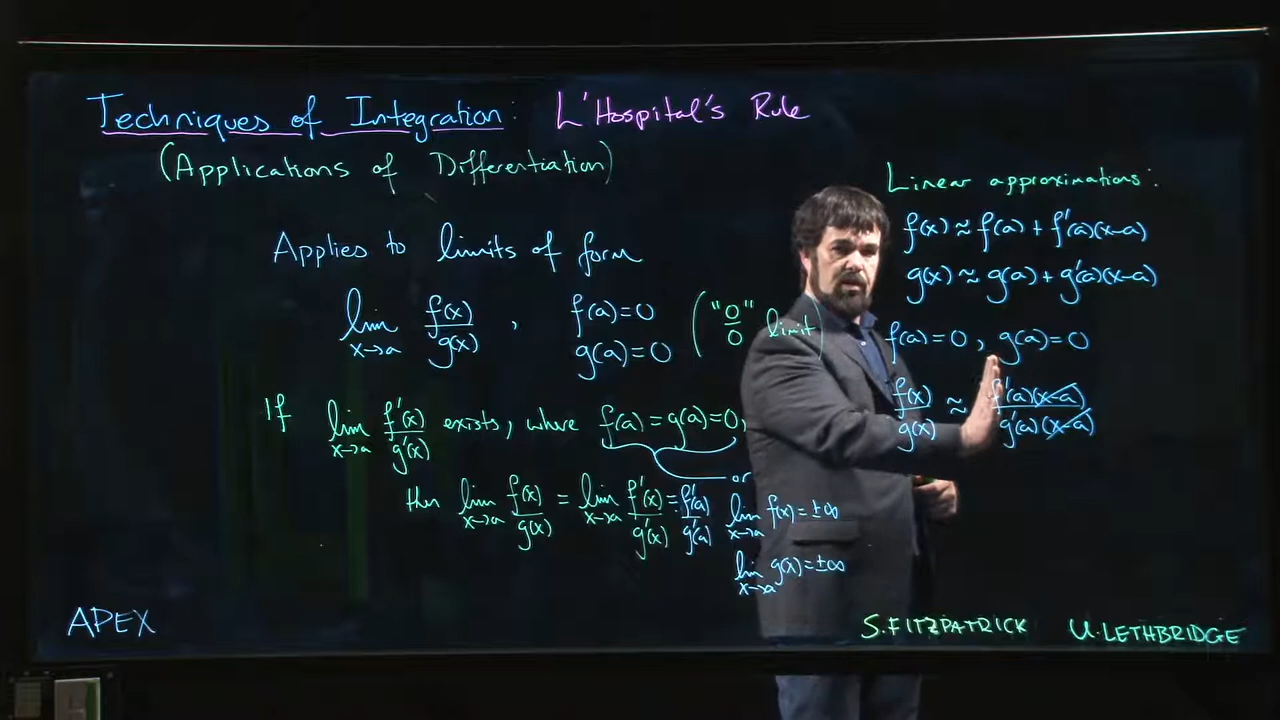 Techniques of Integration: L'Hospital's Rule
(Applications of Differentiation)
Applies to limits of form
lim x→a f(x)/g(x) , f(a)=0 g(a)=0 ("0/0" limit)
If lim x→a f'(x)/g'(x) exists, where f(a)=g(a)=0,
or
then lim x→a f(x)/g(x) = lim x→a f'(x)/g'(x) = f'(a)/g'(a)
lim x→a f(x)=±∞
lim x→a g(x)=±∞
Linear approximations:
f(x)≈f(a)+f'(a)(x-a)
g(x)≈g(a)+g'(a)(x-a)
f(a)=0, g(a)=0
f(x)/g(x) ≈ f'(a)(x-a)/g'(a)(x-a)
APEX
S.FITZPATRICK U.LETHBRIDGE